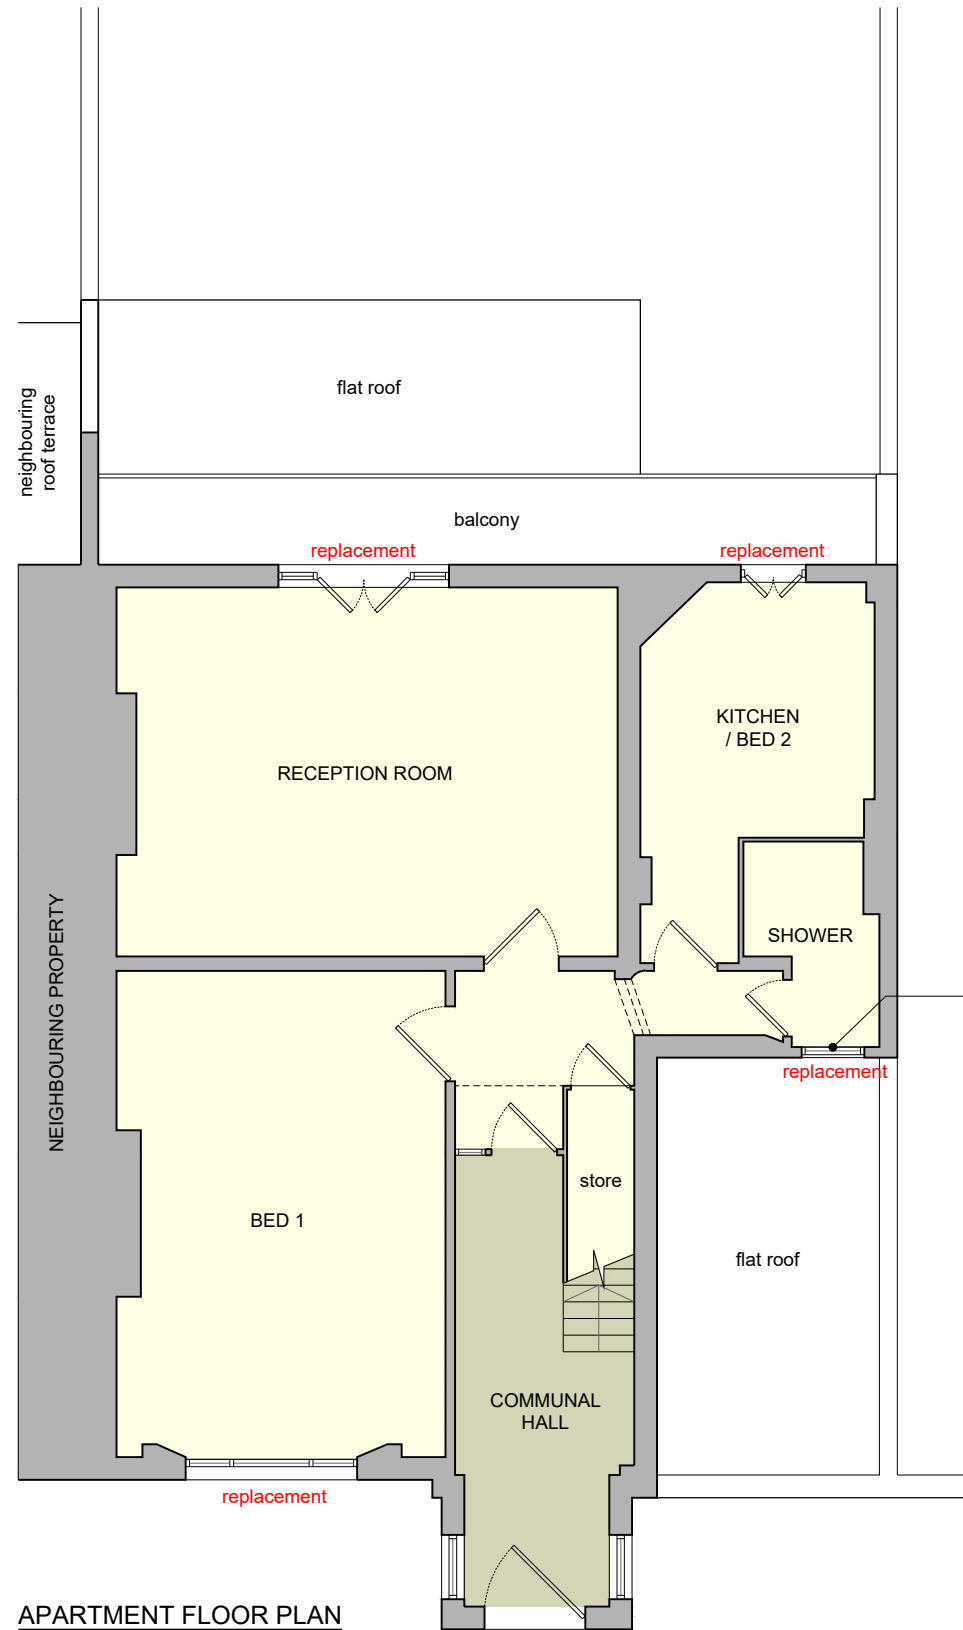 flat roof
neighbouring
roof terrace
balcony
replacement
replacement
KITCHEN
/ BED 2
RECEPTION ROOM
SHOWER
NEIGHBOURING PROPERTY
replacement
store
BED 1
flat roof
COMMUNAL
HALL
replacement
APARTMENT FLOOR PLAN